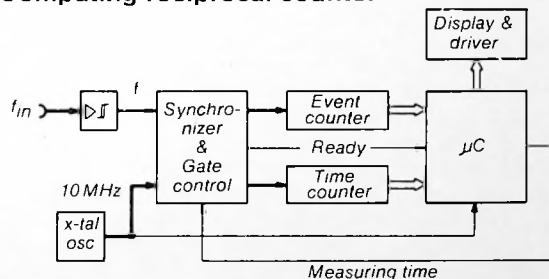 Computing reciprocal counter
Display &
driver
fIN
f
Synchro-
nizer
&
Gate
control
Event
counter
Ready
Time
counter
µC
10 MHz
x-tal
osc
Measuring time